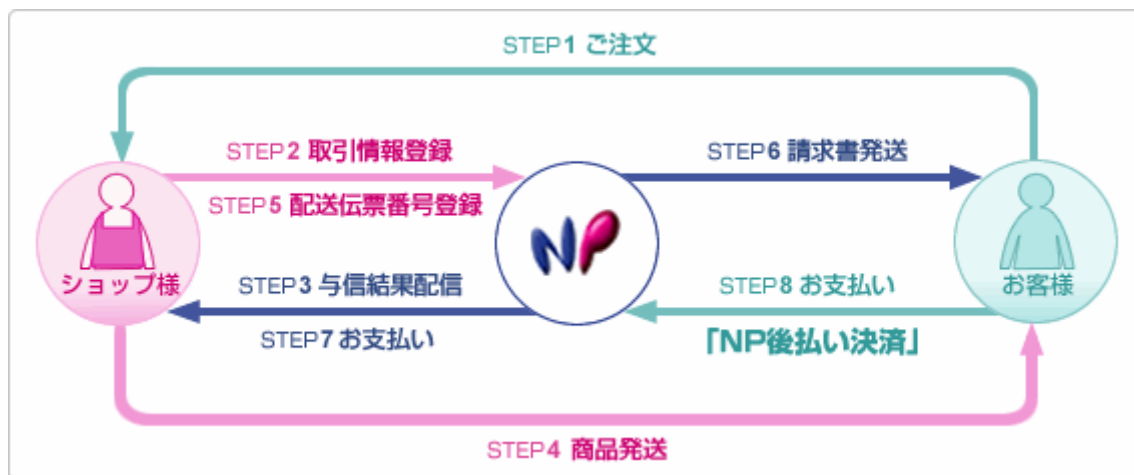 STEP1 ご注文
STEP2 取引情報登録
STEP6 請求書発送
STEP5 配送伝票番号登録
NP
ショップ様
STEP3 与信結果配信
STEP8 お支払い
お客様
STEP7 お支払い
「NP後払い決済」
STEP4 商品発送